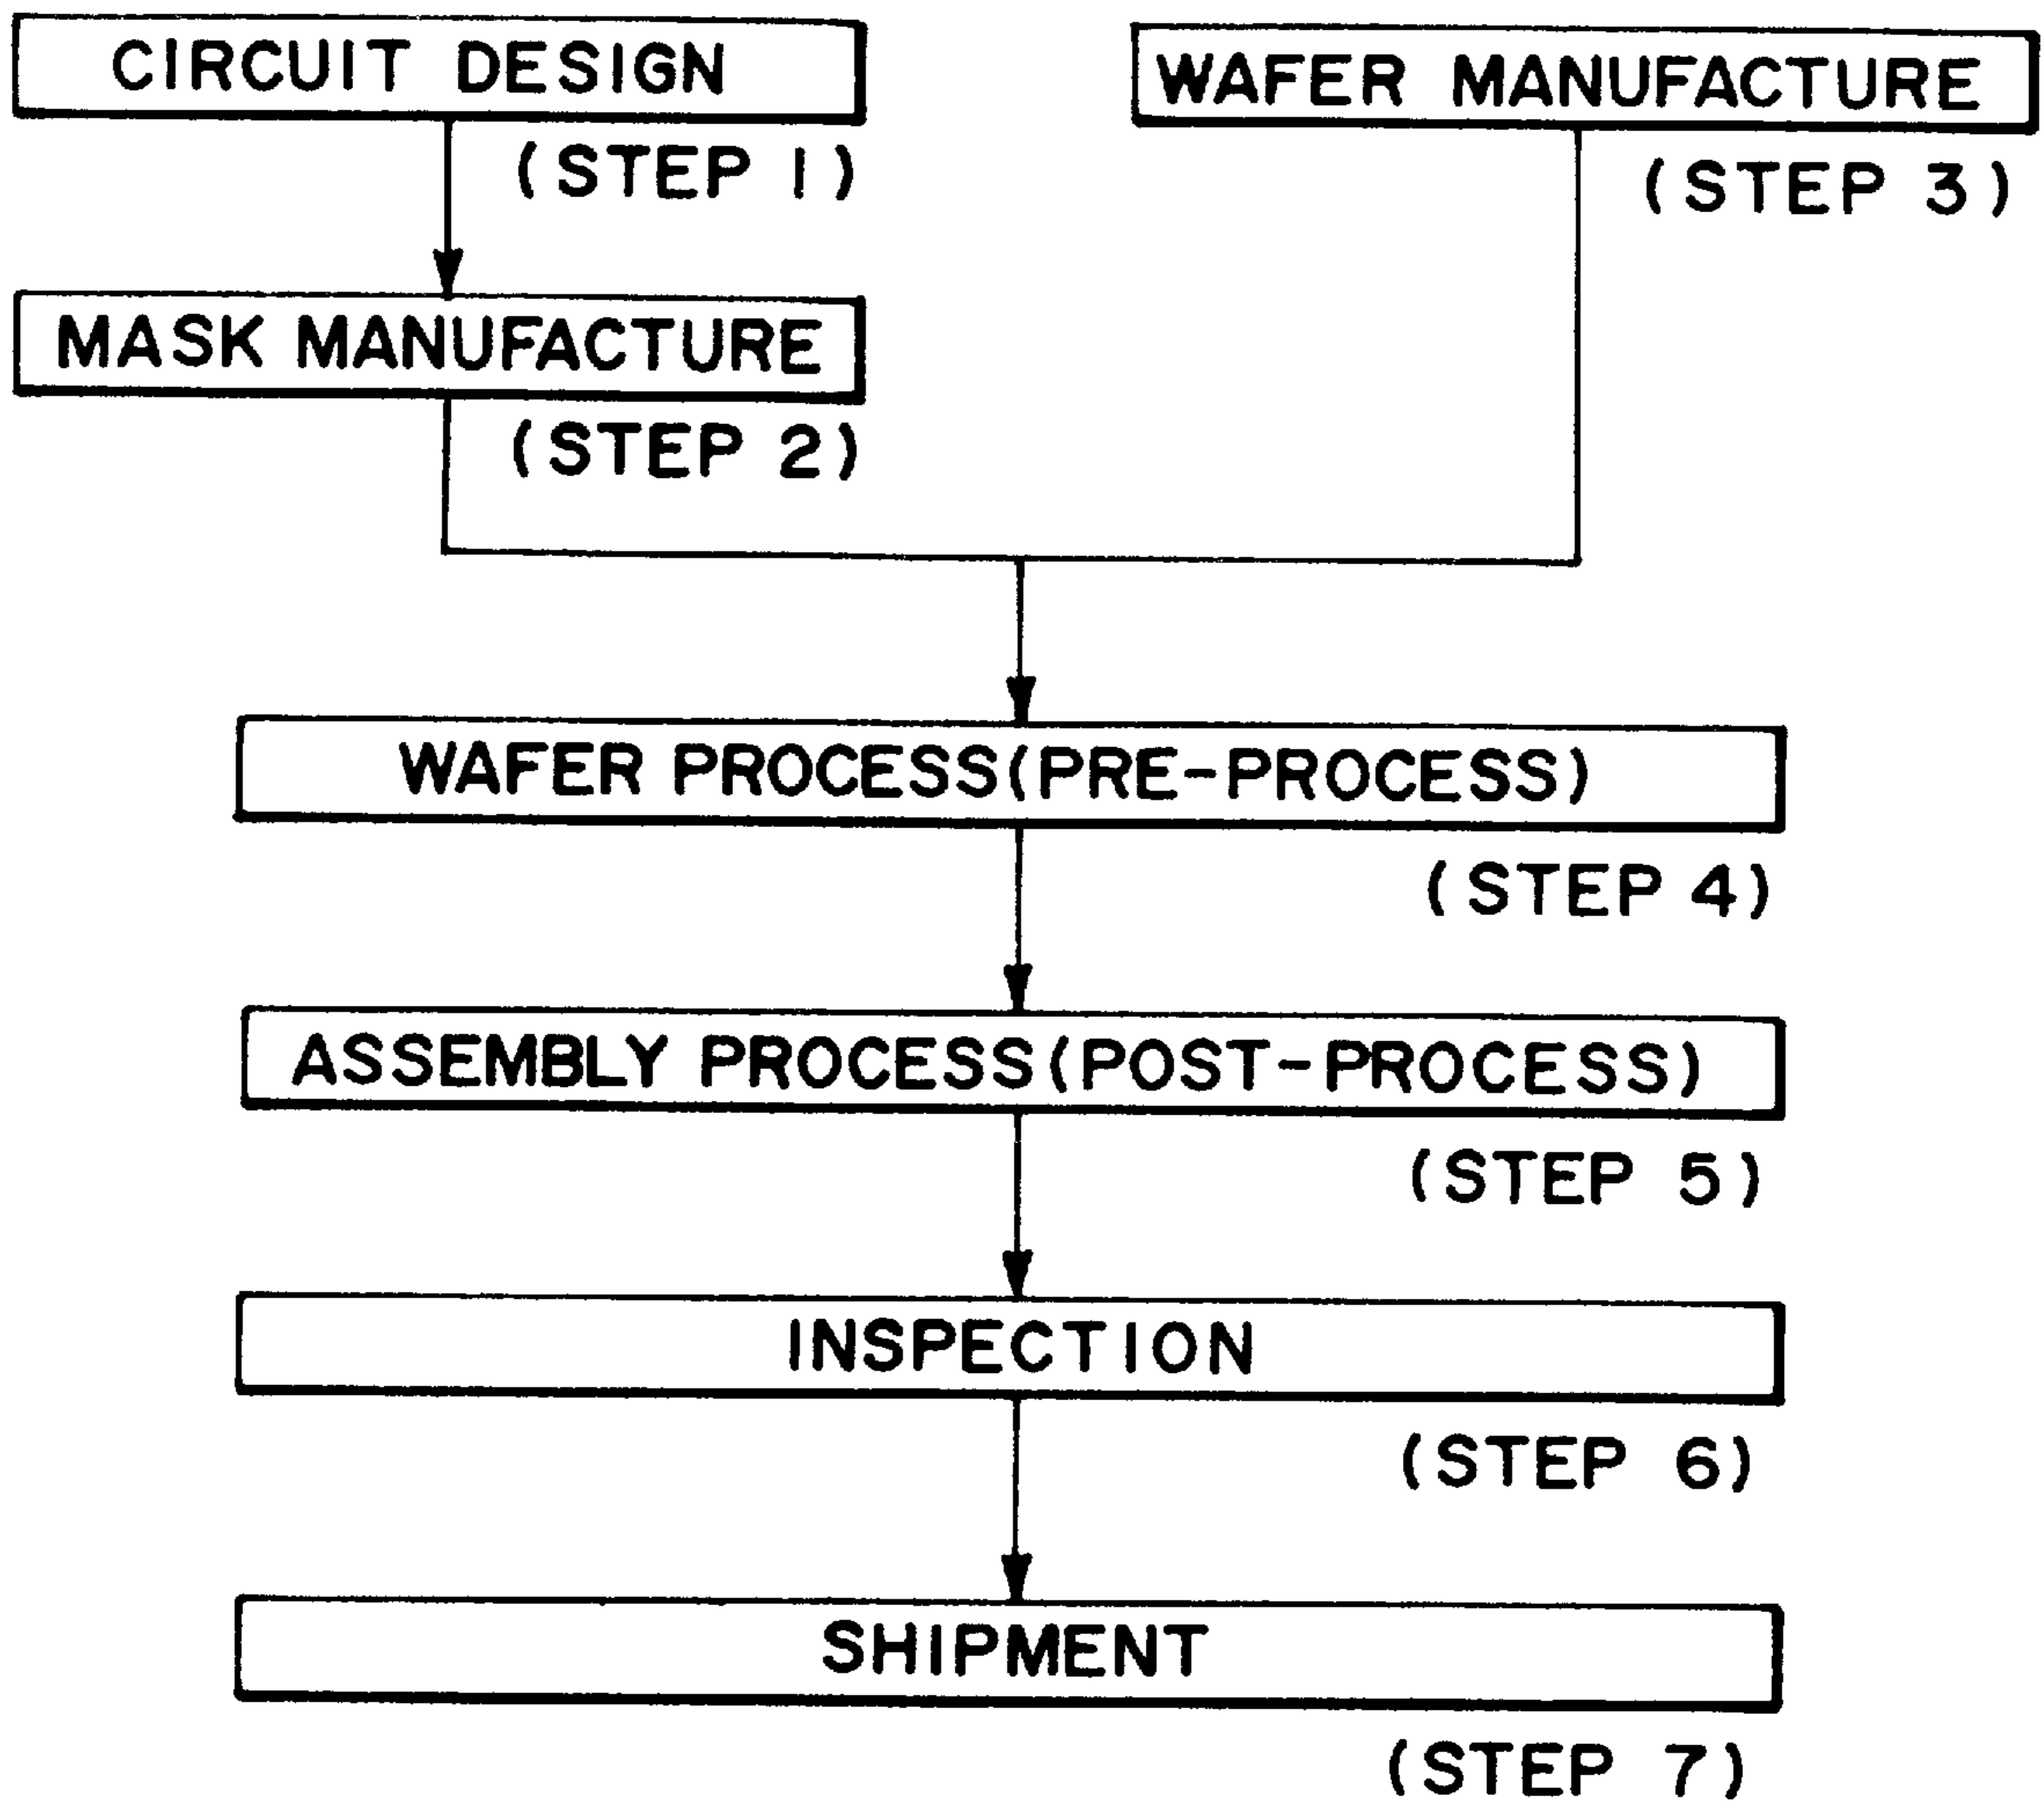 CIRCUIT DESIGN
(STEP 1)
MASK MANUFACTURE
(STEP 2)
WAFER MANUFACTURE
(STEP 3)
WAFER PROCESS(PRE-PROCESS)
(STEP 4)
ASSEMBLY PROCESS(POST-PROCESS)
(STEP 5)
INSPECTION
(STEP 6)
SHIPMENT
(STEP 7)